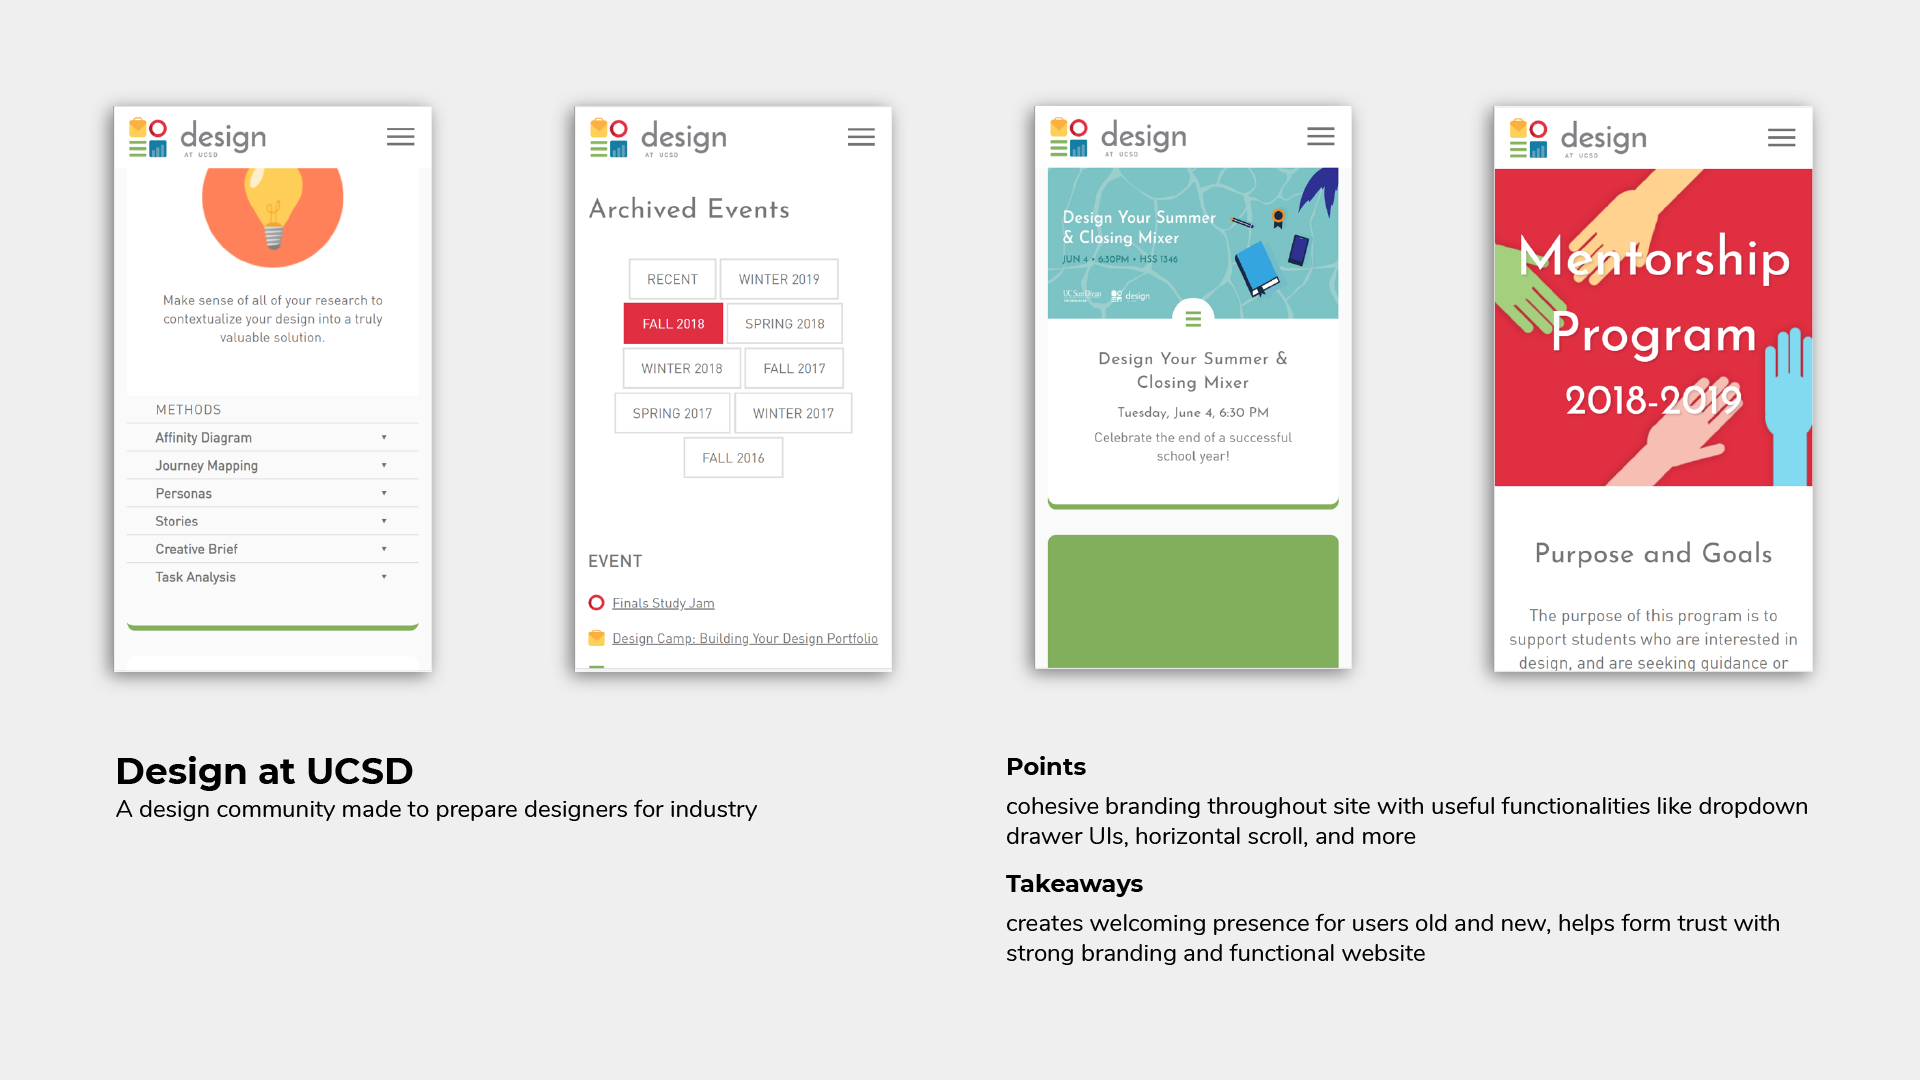 design
AT UCSD
Make sense of all of your research to
contextualize your design into a truly
valuable solution.
METHODS
Affinity Diagram
Journey Mapping
Personas
Stories
Creative Brief
Task Analysis
design
AT UCSD
Archived Events
RECENT
WINTER 2019
FALL 2018
SPRING 2018
WINTER 2018
FALL 2017
SPRING 2017
WINTER 2017
FALL 2016
EVENT
Finals Study Jam
Design Camp: Building Your Design Portfolio
design
AT UCSD
Design Your Summer
& Closing Mixer
JUN 4 • 6:30PM • HSS 1346
UC San Diego
design
Design Your Summer &
Closing Mixer
Tuesday, June 4, 6:30 PM
Celebrate the end of a successful
school year!
design
AT UCSD
Mentorship
Program
2018-2019
Purpose and Goals
The purpose of this program is to
support students who are interested in
design, and are seeking guidance or
Design at UCSD
A design community made to prepare designers for industry
Points
cohesive branding throughout site with useful functionalities like dropdown
drawer UIs, horizontal scroll, and more
Takeaways
creates welcoming presence for users old and new, helps form trust with
strong branding and functional website